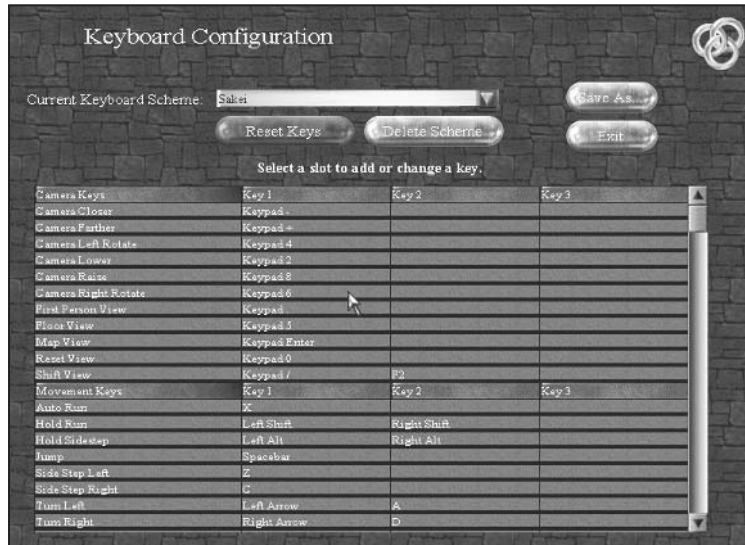 Keyboard Configuration
Current Keyboard Scheme: Sakei
Save As...
Reset Keys Delete Scheme
Exit
Select a slot to add or change a key.
Camera Keys Key 1 Key 2 Key 3
Camera Closer Keypad -
Camera Farther Keypad +
Camera Left Rotate Keypad 4
Camera Lower Keypad 2
Camera Raise Keypad 8
Camera Right Rotate Keypad 6
First Person View Keypad .
Floor View Keypad 5
Map View Keypad Enter
Reset View Keypad 0
Shift View Keypad / F2
Movement Keys Key 1 Key 2 Key 3
Auto Run X
Hold Run Left Shift Right Shift
Hold Sidestep Left Alt Right Alt
Jump Spacebar
Side Step Left Z
Side Step Right C
Turn Left Left Arrow A
Turn Right Right Arrow D